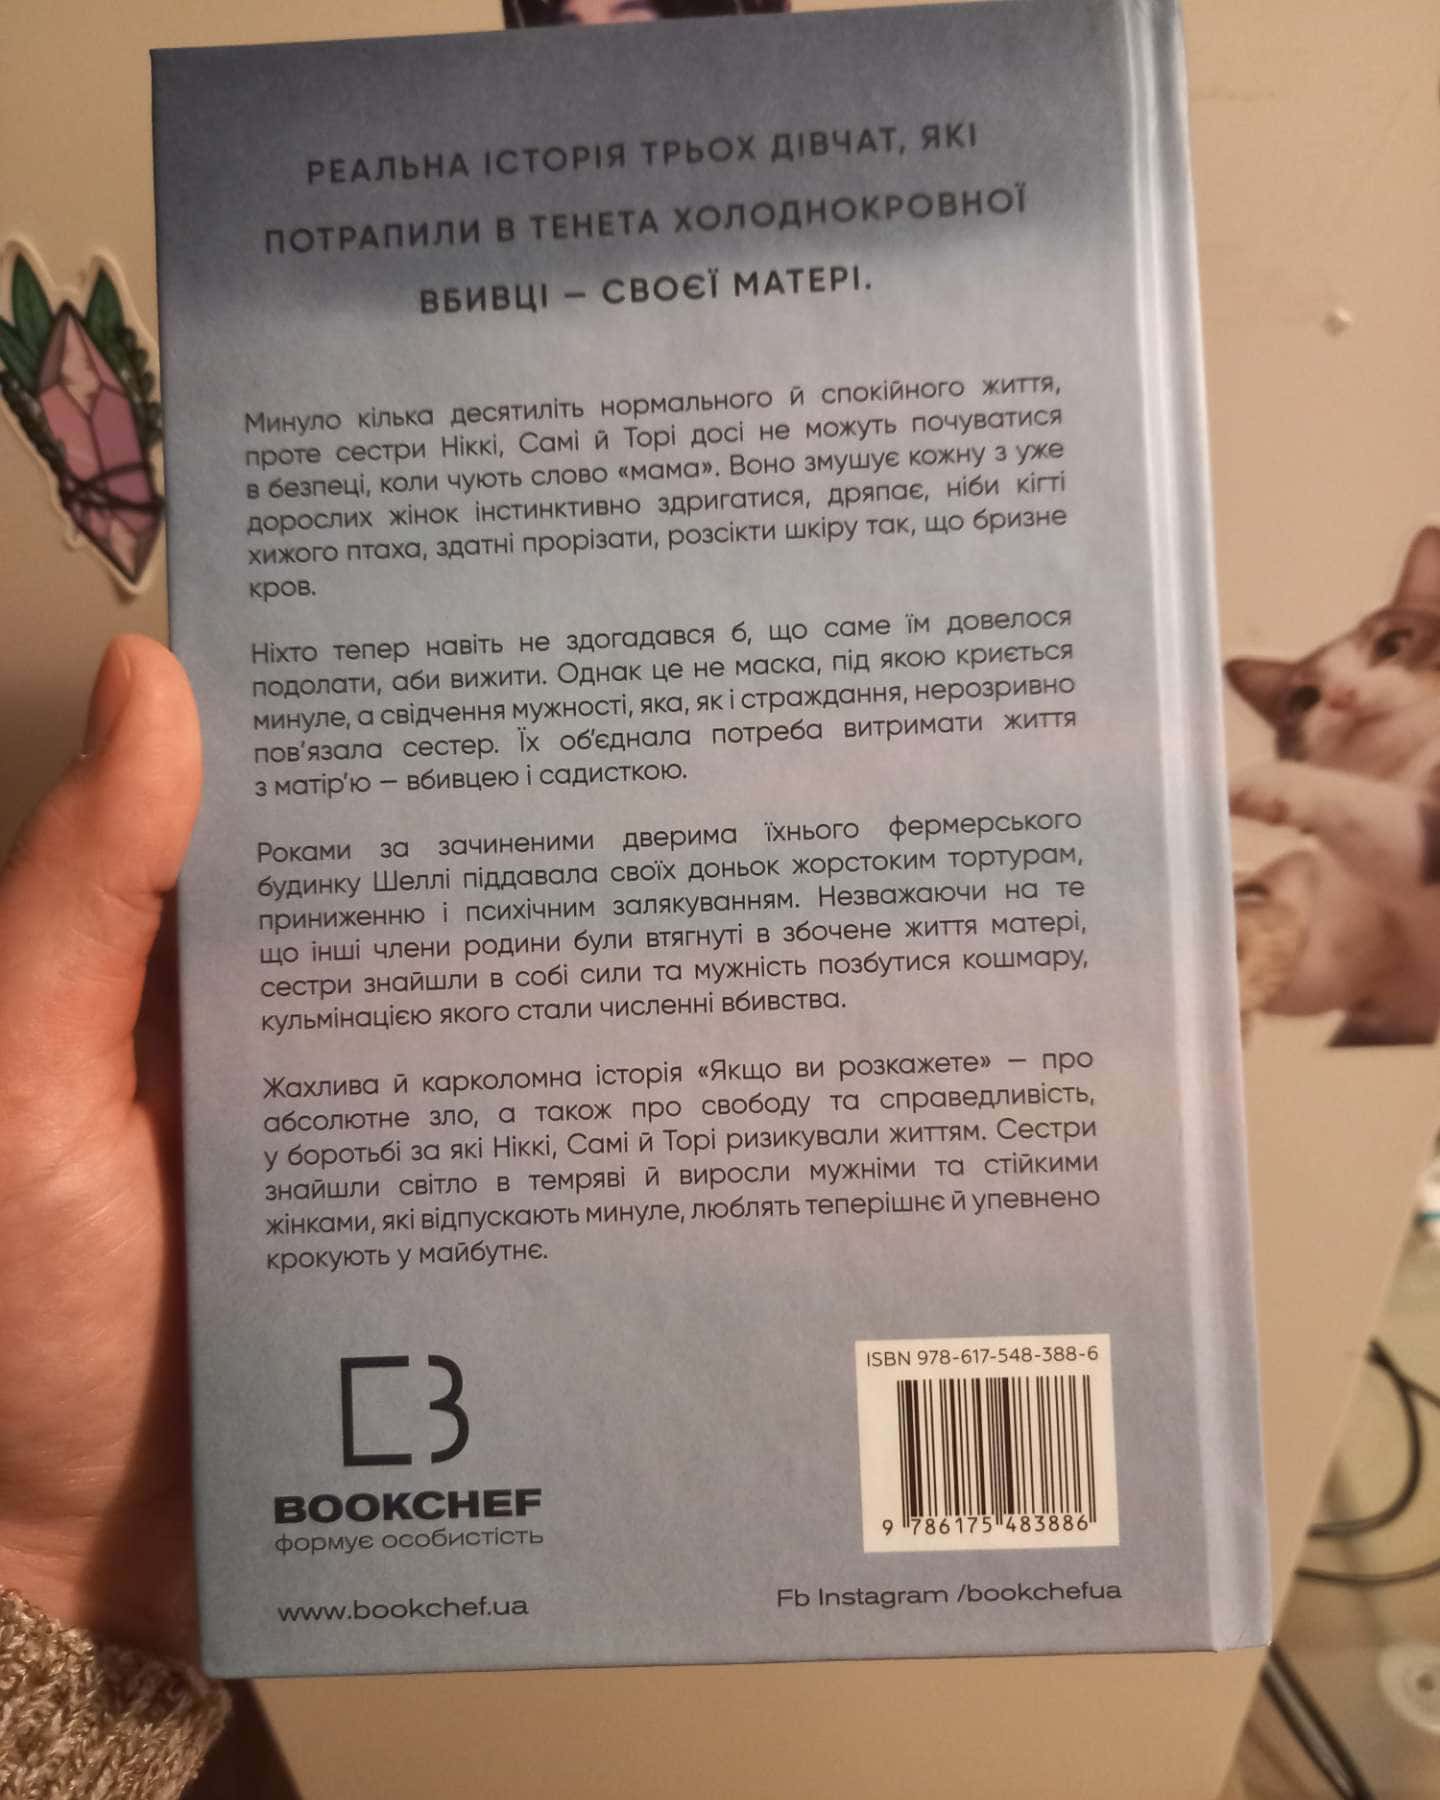 РЕАЛЬНА ІСТОРІЯ ТРЬОХ ДІВЧАТ, ЯКІ
ПОТРАПИЛИ В ТЕНЕТА ХОЛОДНОКРОВНОЇ
ВБИВЦІ – СВОЄЇ МАТЕРІ.
Минуло кілька десятиліть нормального й спокійного життя,
проте сестри Ніккі, Самі й Торі досі не можуть почуватися
в безпеці, коли чують слово «мама». Воно змушує кожну з уже
дорослих жінок інстинктивно здригатися, дряпає, ніби кігті
хижого птаха, здатні прорізати, розсікти шкіру так, що бризне
кров.
Ніхто тепер навіть не здогадався б, що саме їм довелося
подолати, аби вижити. Однак це не маска, під якою криється
минуле, а свідчення мужності, яка, як і страждання, нерозривно
пов'язала сестер. Їх об'єднала потреба витримати життя
з матір'ю – вбивцею і садисткою.
Роками за зачиненими дверима їхнього фермерського
будинку Шеллі піддавала своїх доньок жорстоким тортурам,
приниженню і психічним залякуванням. Незважаючи на те
що інші члени родини були втягнуті в збочене життя матері,
сестри знайшли в собі сили та мужність позбутися кошмару,
кульмінацією якого стали численні вбивства.
Жахлива й карколомна історія «Якщо ви розкажете» – про
абсолютне зло, а також про свободу та справедливість,
у боротьбі за які Ніккі, Самі й Торі ризикували життям. Сестри
знайшли світло в темряві й виросли мужніми та стійкими
жінками, які відпускають минуле, люблять теперішнє й упевнено
крокують у майбутнє.
ISBN 978-617-548-388-6
9 786175 483886
BOOKCHEF
формує особистість
www.bookchef.ua
Fb Instagram /bookchefua